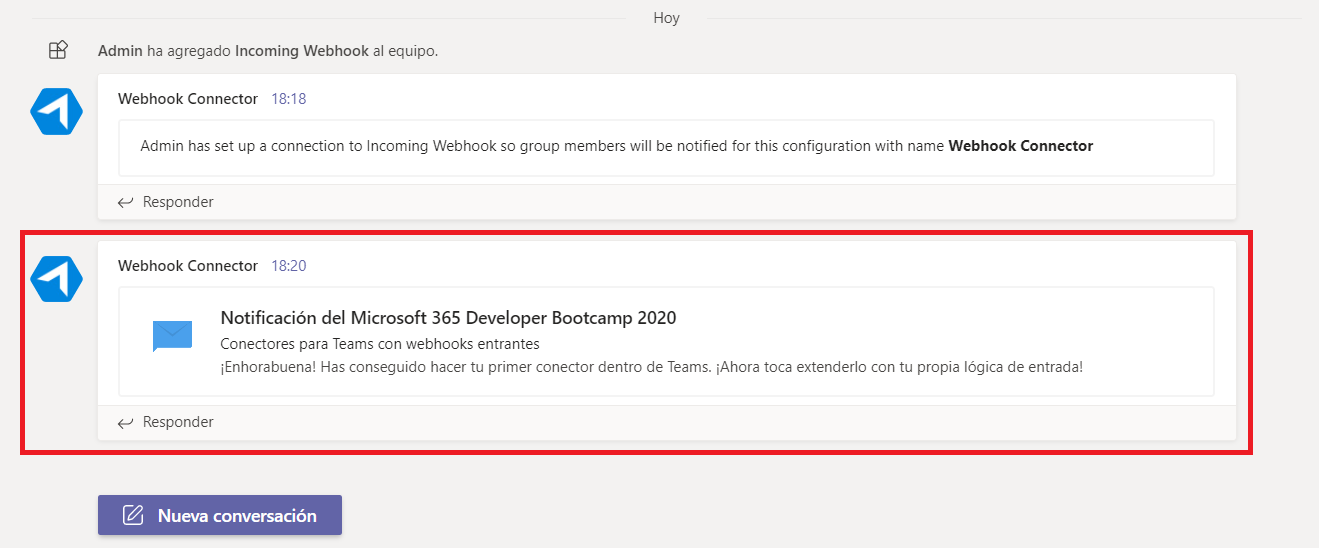 Hoy
Admin ha agregado Incoming Webhook al equipo.
Webhook Connector 18:18
Admin has set up a connection to Incoming Webhook so group members will be notified for this configuration with name Webhook Connector
Responder
Webhook Connector 18:20
Notificación del Microsoft 365 Developer Bootcamp 2020
Conectores para Teams con webhooks entrantes
¡Enhorabuena! Has conseguido hacer tu primer conector dentro de Teams. ¡Ahora toca extenderlo con tu propia lógica de entrada!
Responder
Nueva conversación